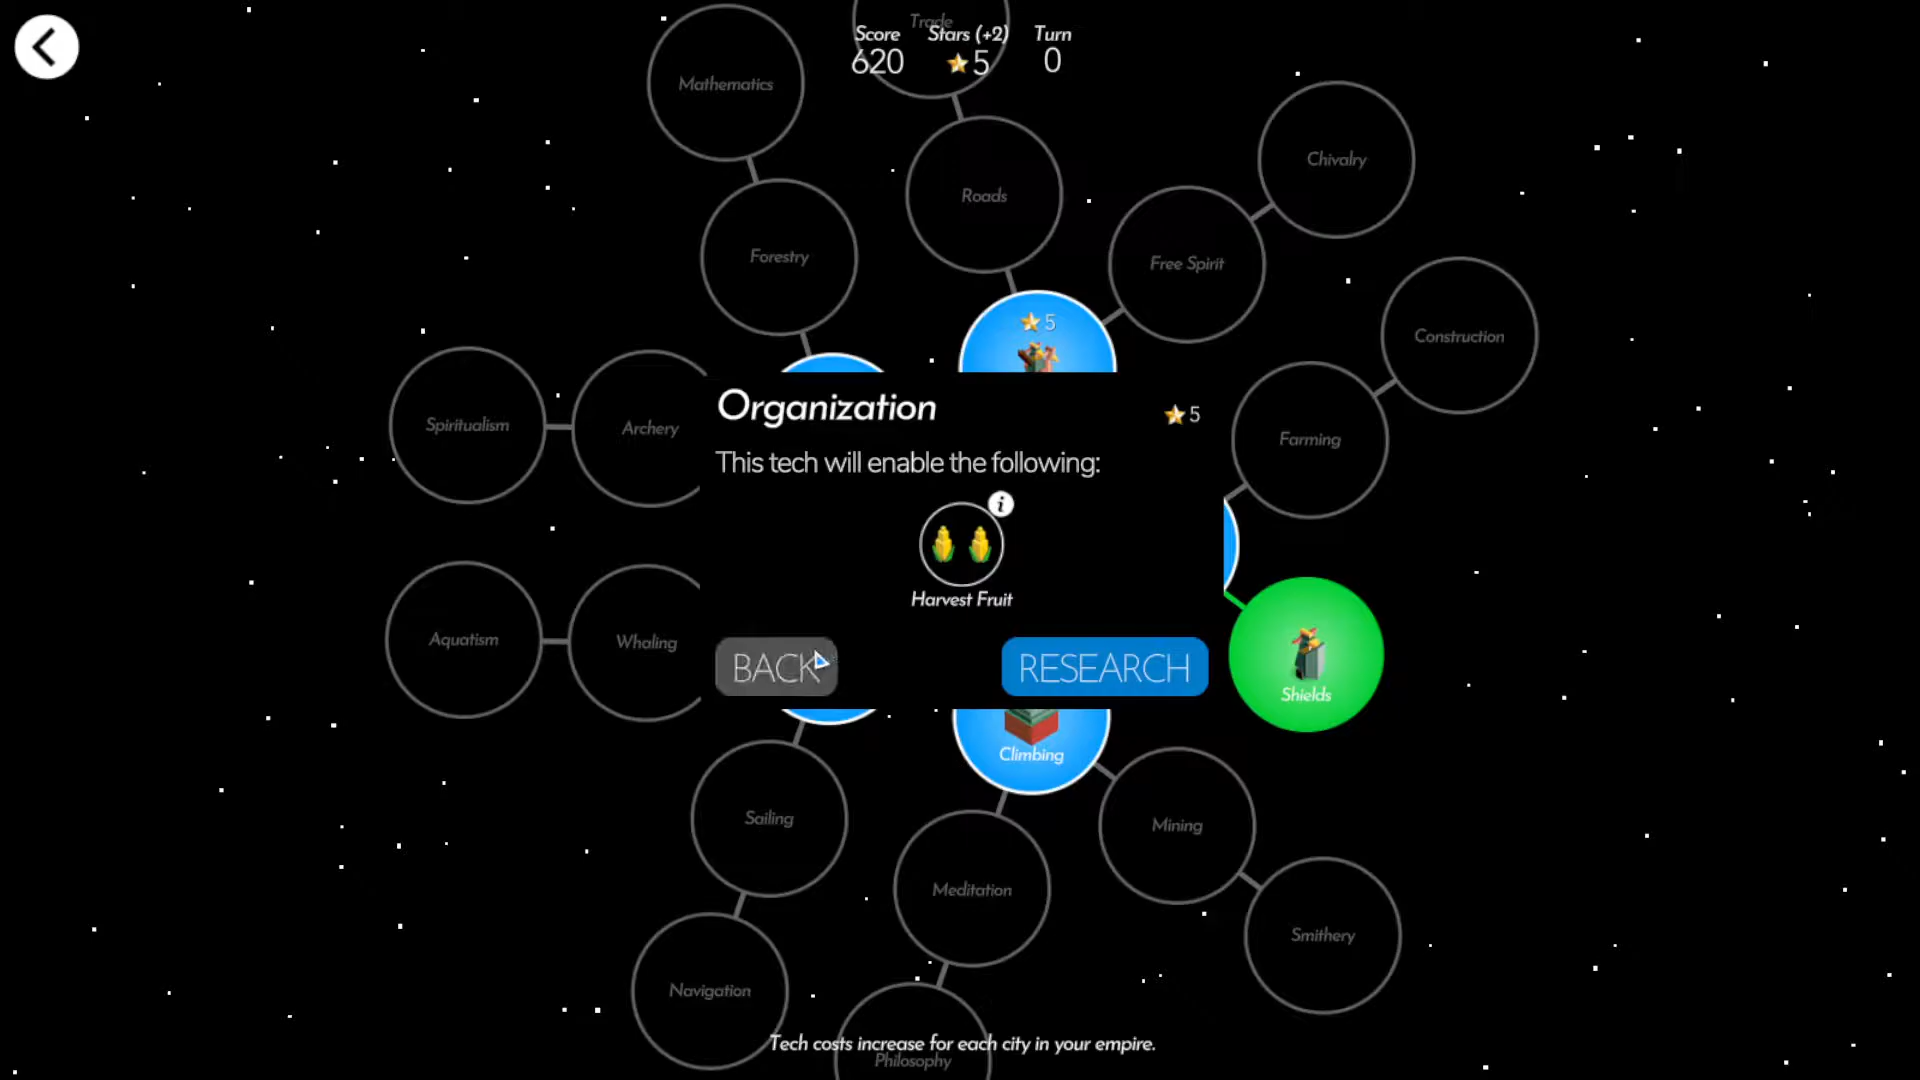 Trade
Score
Stars (+2)
Turn
620
5
0
Mathematics
Chivalry
Roads
Forestry
Free Spirit
5
Construction
Spiritualism
Archery
Farming
Organization
5
This tech will enable the following:
i
Harvest Fruit
BACK
RESEARCH
Aquatism
Whaling
Shields
Climbing
Sailing
Mining
Meditation
Smithery
Navigation
Tech costs increase for each city in your empire.
Philosophy